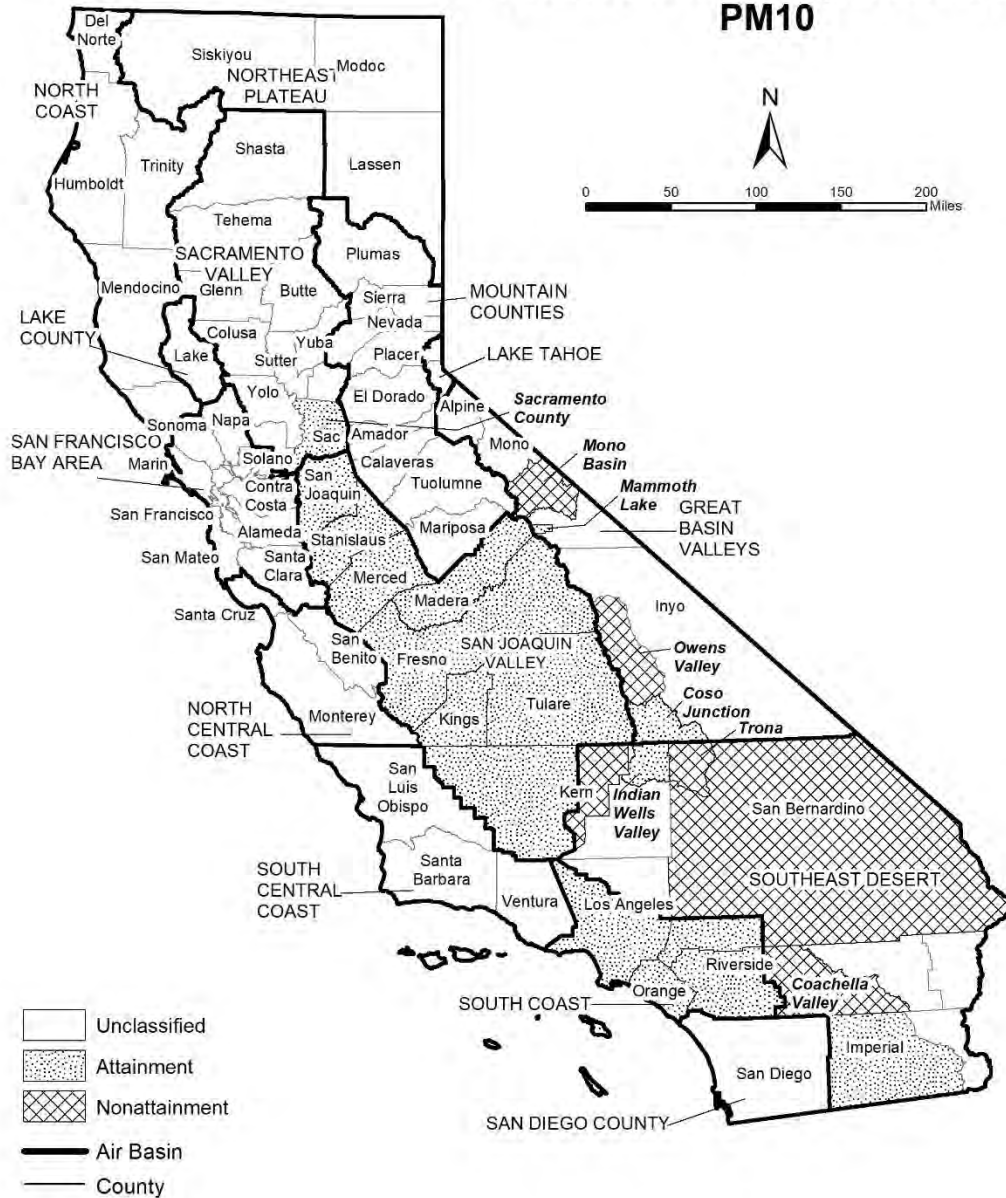 PM10
N
0 50 100 150 200
Miles
Del
Norte
Siskiyou
Modoc
NORTHEAST
PLATEAU
NORTH
COAST
Trinity
Shasta
Lassen
Humboldt
Tehema
SACRAMENTO
VALLEY
Plumas
Mendocino
Glenn
Butte
Sierra
MOUNTAIN
COUNTIES
LAKE
COUNTY
Colusa
Yuba
Nevada
Lake
Sutter
Placer
LAKE TAHOE
Yolo
El Dorado
Alpine
Sacramento
County
Sonoma
Napa
Sac
Amador
Mono
SAN FRANCISCO
BAY AREA
Marin
Solano
Calaveras
Mono
Basin
San
Joaquin
Contra
Costa
Tuolumne
Mammoth
Lake
GREAT
BASIN
VALLEYS
San Francisco
Alameda
Stanislaus
Mariposa
San Mateo
Santa
Clara
Merced
Madera
Santa Cruz
Inyo
San
Benito
Fresno
SAN JOAQUIN
VALLEY
Owens
Valley
Coso
Junction
NORTH
CENTRAL
COAST
Monterey
Kings
Tulare
Trona
San
Luis
Obispo
Kern
Indian
Wells
Valley
San Bernardino
SOUTH
CENTRAL
COAST
Santa
Barbara
Ventura
Los Angeles
SOUTHEAST DESERT
Riverside
Orange
Coachella
Valley
SOUTH COAST
Imperial
San Diego
SAN DIEGO COUNTY
Unclassified
Attainment
Nonattainment
Air Basin
County